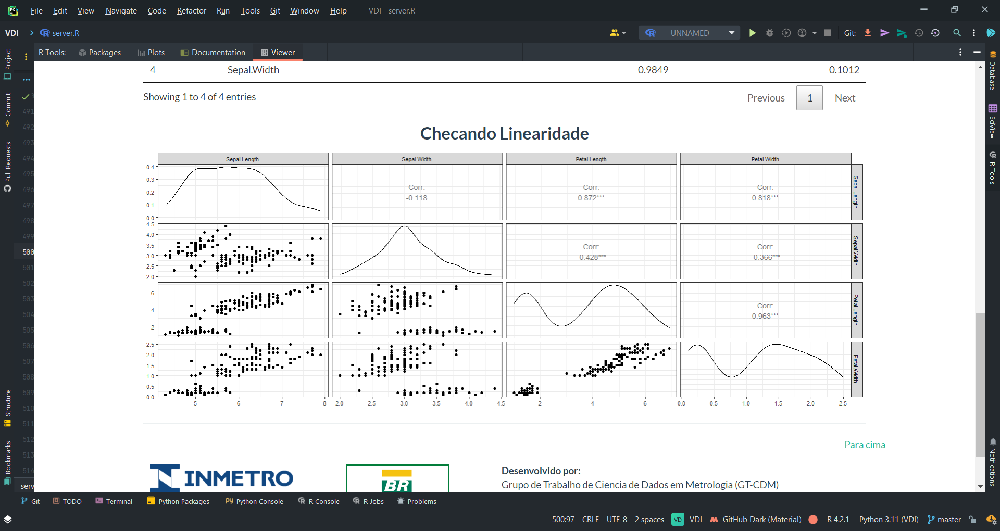 File Edit View Navigate Code Refactor Run Tools Git Window Help VDI - server.R
VDI server.R UNNAMED Git:
R Tools: Packages Plots Documentation Viewer
Project
Commit
Pull Requests
Structure
Bookmarks
491
492
493
494
495
496
497
498
499
500
501
502
503
504
505
506
507
508
509
510
511
512
513
514
serv
4 Sepal.Width 0.9849 0.1012
Showing 1 to 4 of 4 entries Previous 1 Next
Checando Linearidade
Sepal.Length Sepal.Width Petal.Length Petal.Width
0.4
0.3
0.2
0.1
0.0
Corr:
-0.118
Corr:
0.872***
Corr:
0.818***
Sepal.Length
4.5
4.0
3.5
3.0
2.5
2.0
Corr:
-0.428***
Corr:
-0.366***
Sepal.Width
6
4
2
Corr:
0.963***
Petal.Length
2.5
2.0
1.5
1.0
0.5
0.0
Petal.Width
5 6 7 8 2.0 2.5 3.0 3.5 4.0 4.5 2 4 6 0.0 0.5 1.0 1.5 2.0 2.5
Para cima
INMETRO
BR
Desenvolvido por:
Grupo de Trabalho de Ciencia de Dados em Metrologia (GT-CDM)
Database
SciView
R Tools
Notifications
Git TODO Terminal Python Packages Python Console R Console R Jobs Problems
500:97 CRLF UTF-8 2 spaces VD VDI GitHub Dark (Material) R 4.2.1 Python 3.11 (VDI) master